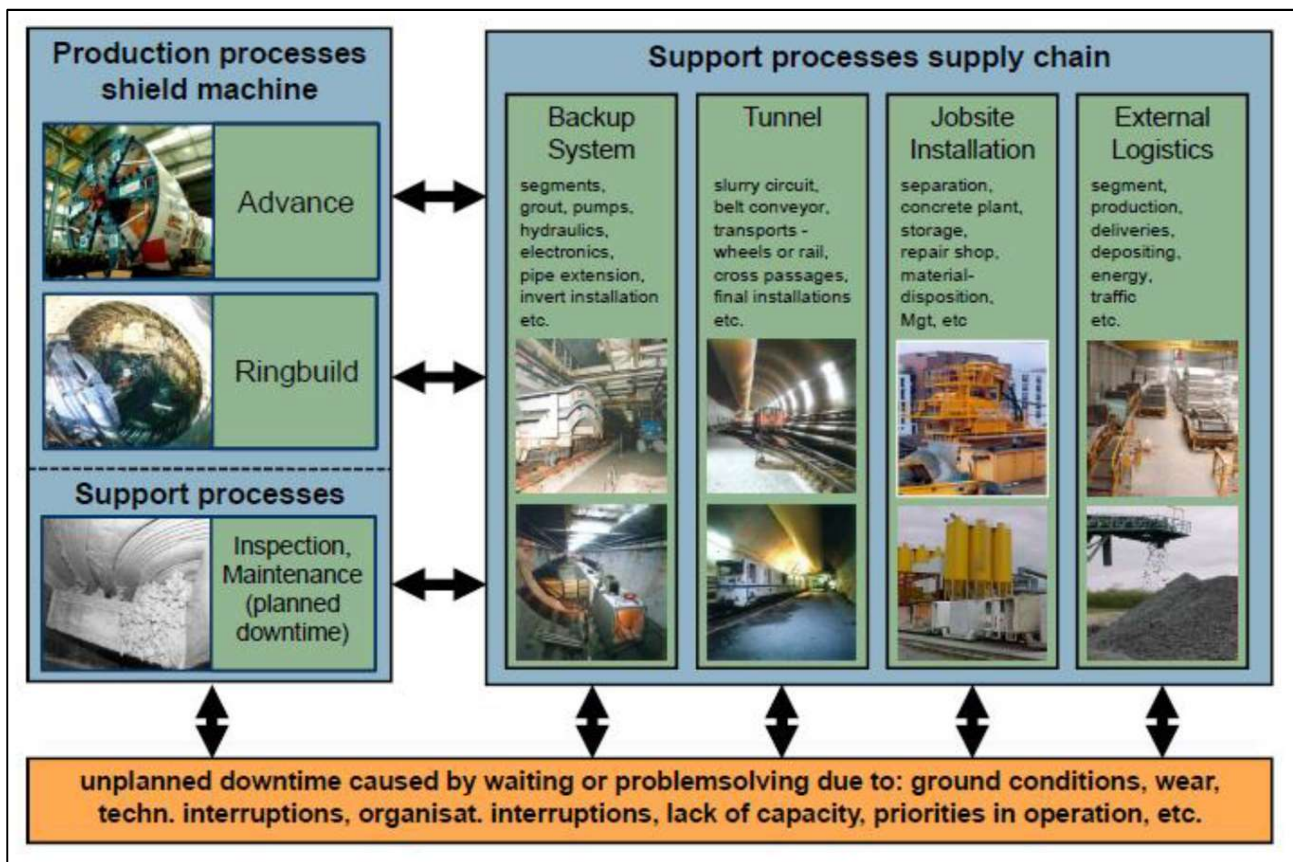 Production processes
shield machine
Advance
Ringbuild
Support processes
Inspection,
Maintenance
(planned
downtime)
Support processes supply chain
Backup
System
segments,
grout, pumps,
hydraulics,
electronics,
pipe extension,
invert installation
etc.
Tunnel
slurry circuit,
belt conveyor,
transports -
wheels or rail,
cross passages,
final installations
etc.
Jobsite
Installation
separation,
concrete plant,
storage,
repair shop,
material-
disposition,
Mgt, etc
External
Logistics
segment,
production,
deliveries,
depositing,
energy,
traffic
etc.
unplanned downtime caused by waiting or problemsolving due to: ground conditions, wear,
techn. interruptions, organisat. interruptions, lack of capacity, priorities in operation, etc.